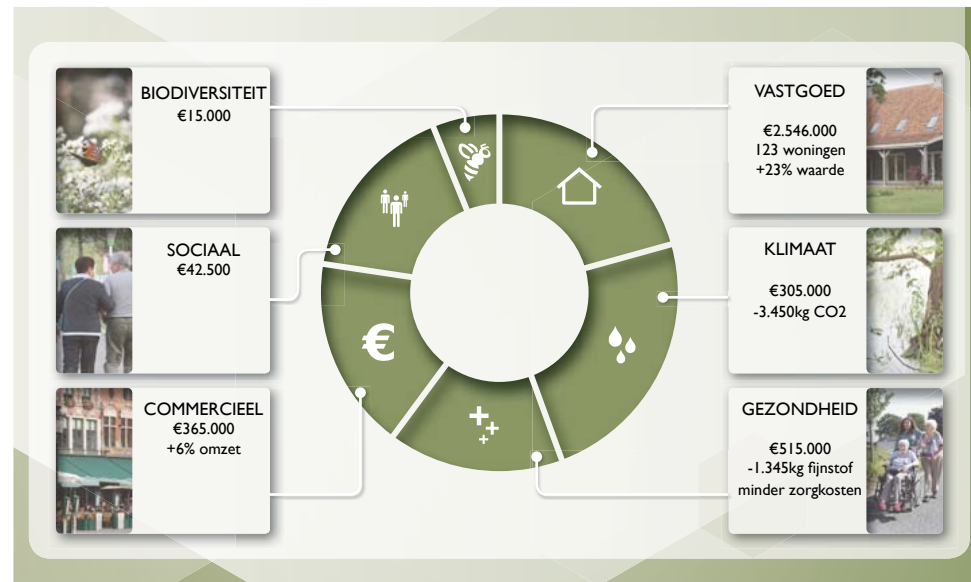 BIODIVERSITEIT
€15.000
SOCIAAL
€42.500
COMMERCIEEL
€365.000
+6% omzet
€
VASTGOED
€2.546.000
123 woningen
+23% waarde
KLIMAAT
€305.000
-3.450kg CO2
GEZONDHEID
€515.000
-1.345kg fijnstof
minder zorgkosten